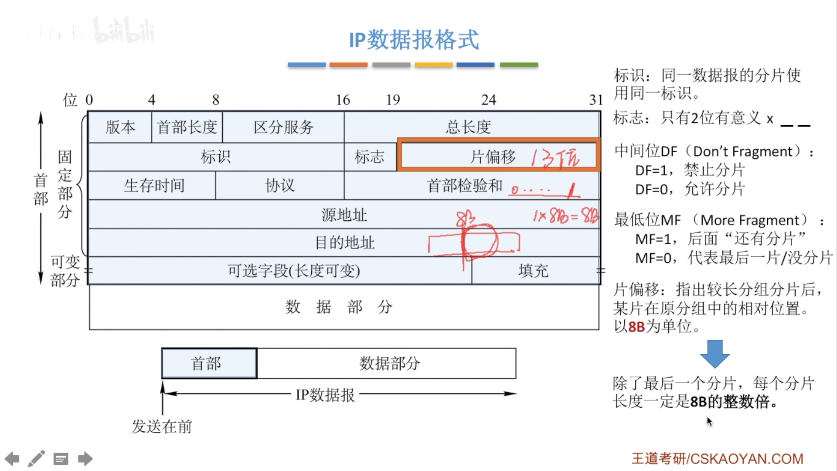 bilibili
IP数据报格式
位 0 4 8 16 19 24 31
版本 首部长度 区分服务 总长度
标识 标志 片偏移 13位
生存时间 协议 首部检验和 0····1
源地址 8B 1×8B=8B
目的地址
可选字段(长度可变) 填充
数 据 部 分
首部
固定部分
可变部分
首部 数据部分
IP数据报
发送在前
标识：同一数据报的分片使
用同一标识。
标志：只有2位有意义 x _ _
中间位DF（Don't Fragment）：
DF=1，禁止分片
DF=0，允许分片
最低位MF （More Fragment）：
MF=1，后面“还有分片”
MF=0，代表最后一片/没分片
片偏移：指出较长分组分片后，
某片在原分组中的相对位置。
以8B为单位。
除了最后一个分片，每个分片
长度一定是8B的整数倍。
王道考研/CSKAOYAN.COM